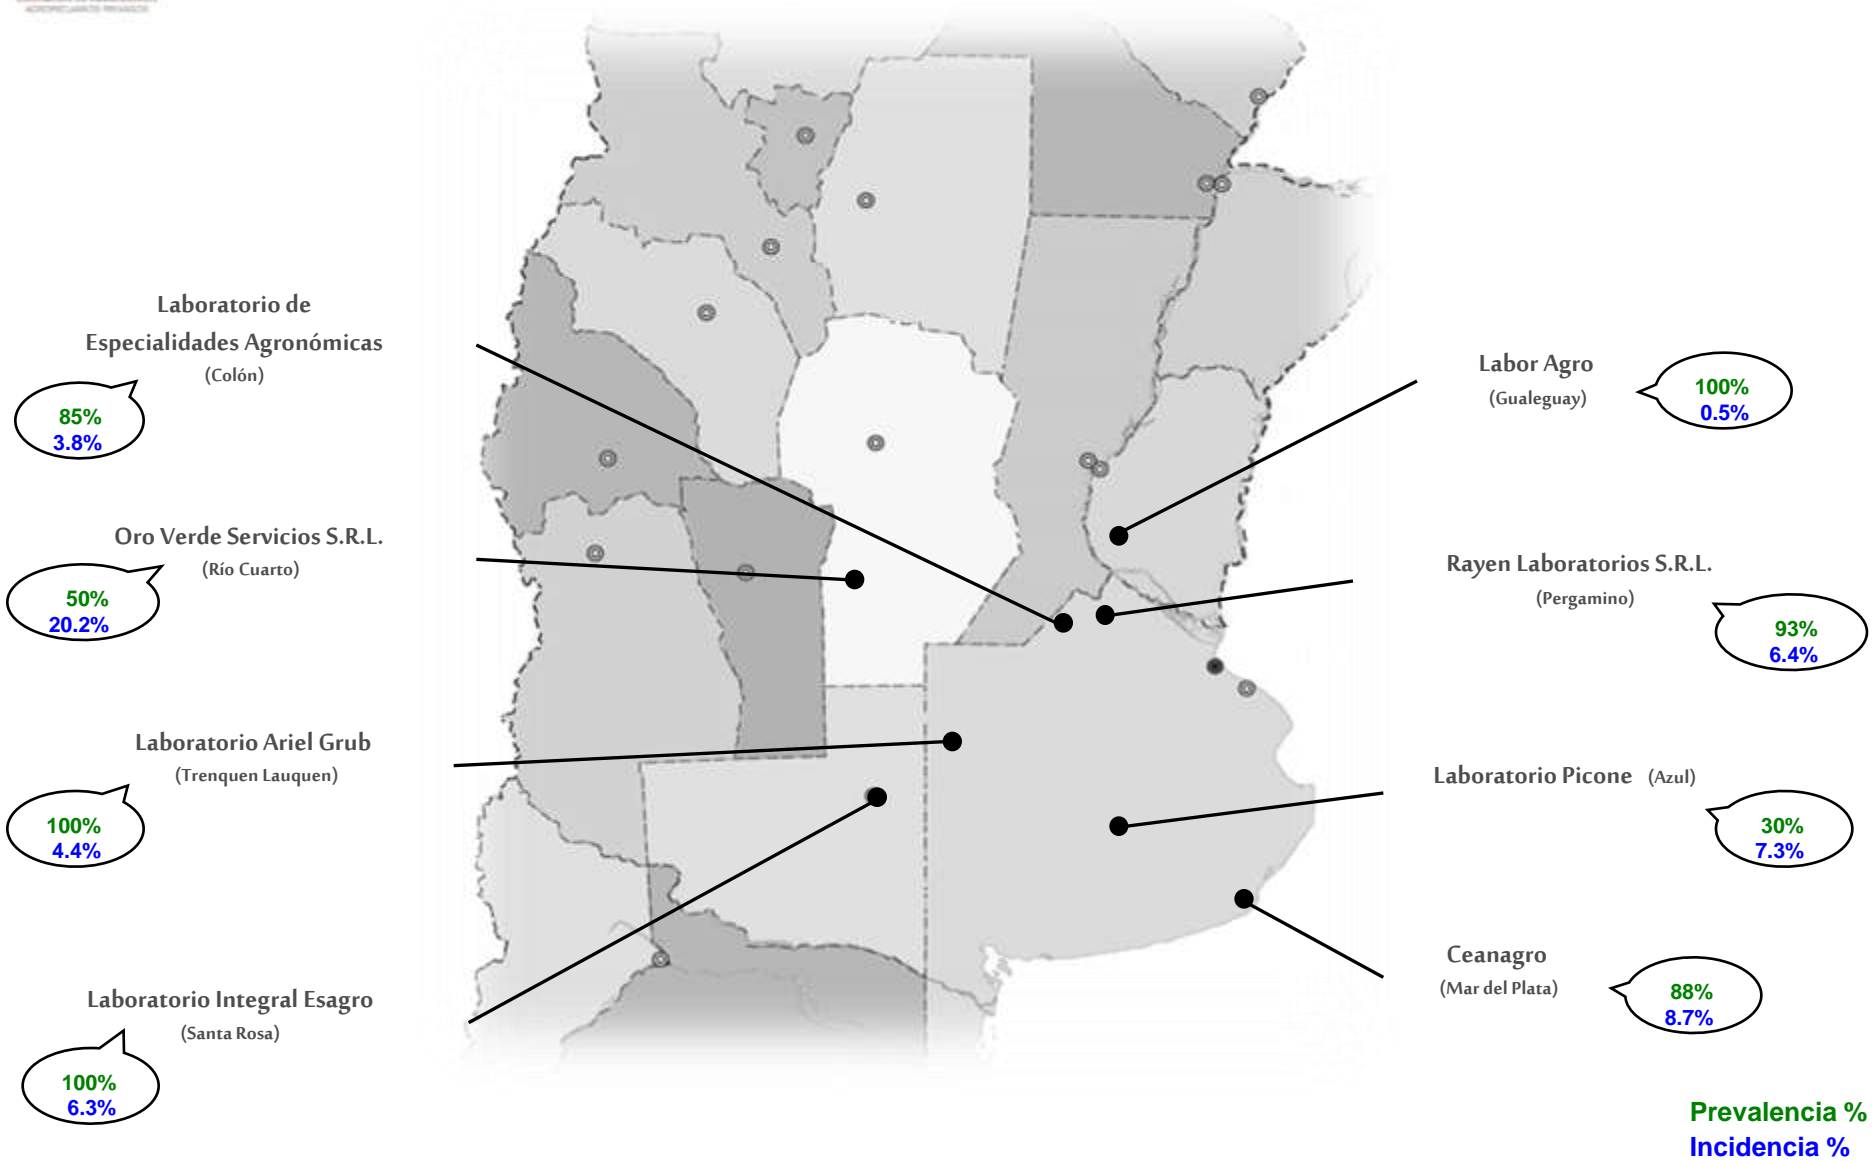 AGROPECUARIOS PRIVADOS
Laboratorio de
Especialidades Agronómicas
(Colón)
85%
3.8%
Oro Verde Servicios S.R.L.
(Río Cuarto)
50%
20.2%
Laboratorio Ariel Grub
(Trenquen Lauquen)
100%
4.4%
Laboratorio Integral Esagro
(Santa Rosa)
100%
6.3%
Labor Agro
(Gualeguay)
100%
0.5%
Rayen Laboratorios S.R.L.
(Pergamino)
93%
6.4%
Laboratorio Picone (Azul)
30%
7.3%
Ceanagro
(Mar del Plata)
88%
8.7%
Prevalencia %
Incidencia %